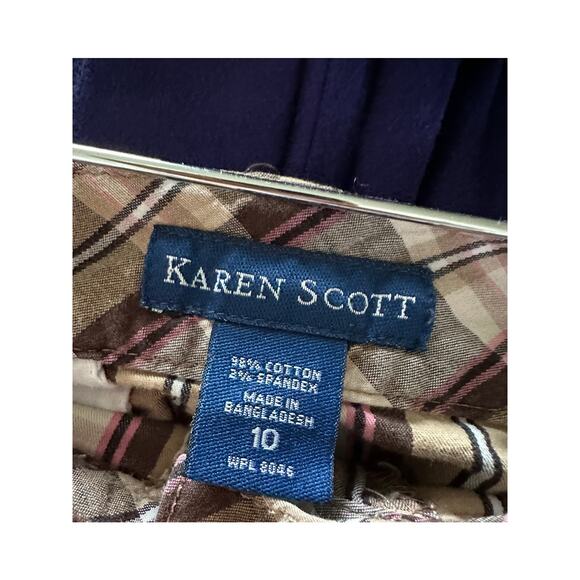 KAREN SCOTT
98% COTTON
2% SPANDEX
MADE IN
BANGLADESH
10
WPL 8046